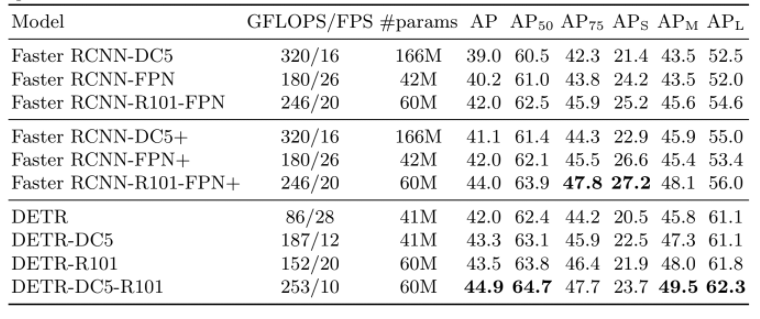 Model GFLOPS/FPS #params AP AP50 AP75 APS APM APL
Faster RCNN-DC5 320/16 166M 39.0 60.5 42.3 21.4 43.5 52.5
Faster RCNN-FPN 180/26 42M 40.2 61.0 43.8 24.2 43.5 52.0
Faster RCNN-R101-FPN 246/20 60M 42.0 62.5 45.9 25.2 45.6 54.6
Faster RCNN-DC5+ 320/16 166M 41.1 61.4 44.3 22.9 45.9 55.0
Faster RCNN-FPN+ 180/26 42M 42.0 62.1 45.5 26.6 45.4 53.4
Faster RCNN-R101-FPN+ 246/20 60M 44.0 63.9 47.8 27.2 48.1 56.0
DETR 86/28 41M 42.0 62.4 44.2 20.5 45.8 61.1
DETR-DC5 187/12 41M 43.3 63.1 45.9 22.5 47.3 61.1
DETR-R101 152/20 60M 43.5 63.8 46.4 21.9 48.0 61.8
DETR-DC5-R101 253/10 60M 44.9 64.7 47.7 23.7 49.5 62.3